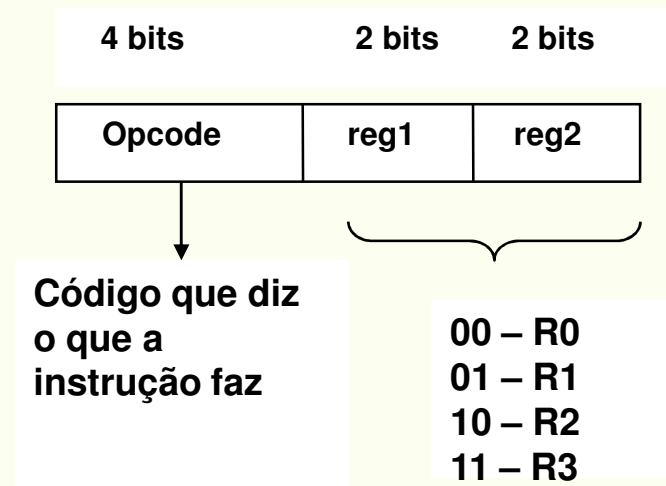 4 bits 2 bits 2 bits
Opcode reg1 reg2
Código que diz
o que a
instrução faz
00 – R0
01 – R1
10 – R2
11 – R3